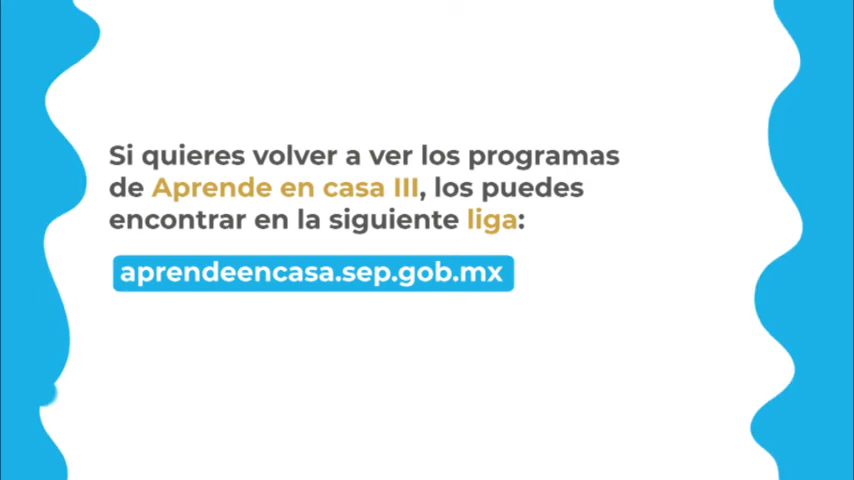 Si quieres volver a ver los programas
de Aprende en casa III, los puedes
encontrar en la siguiente liga:
aprendeencasa.sep.gob.mx